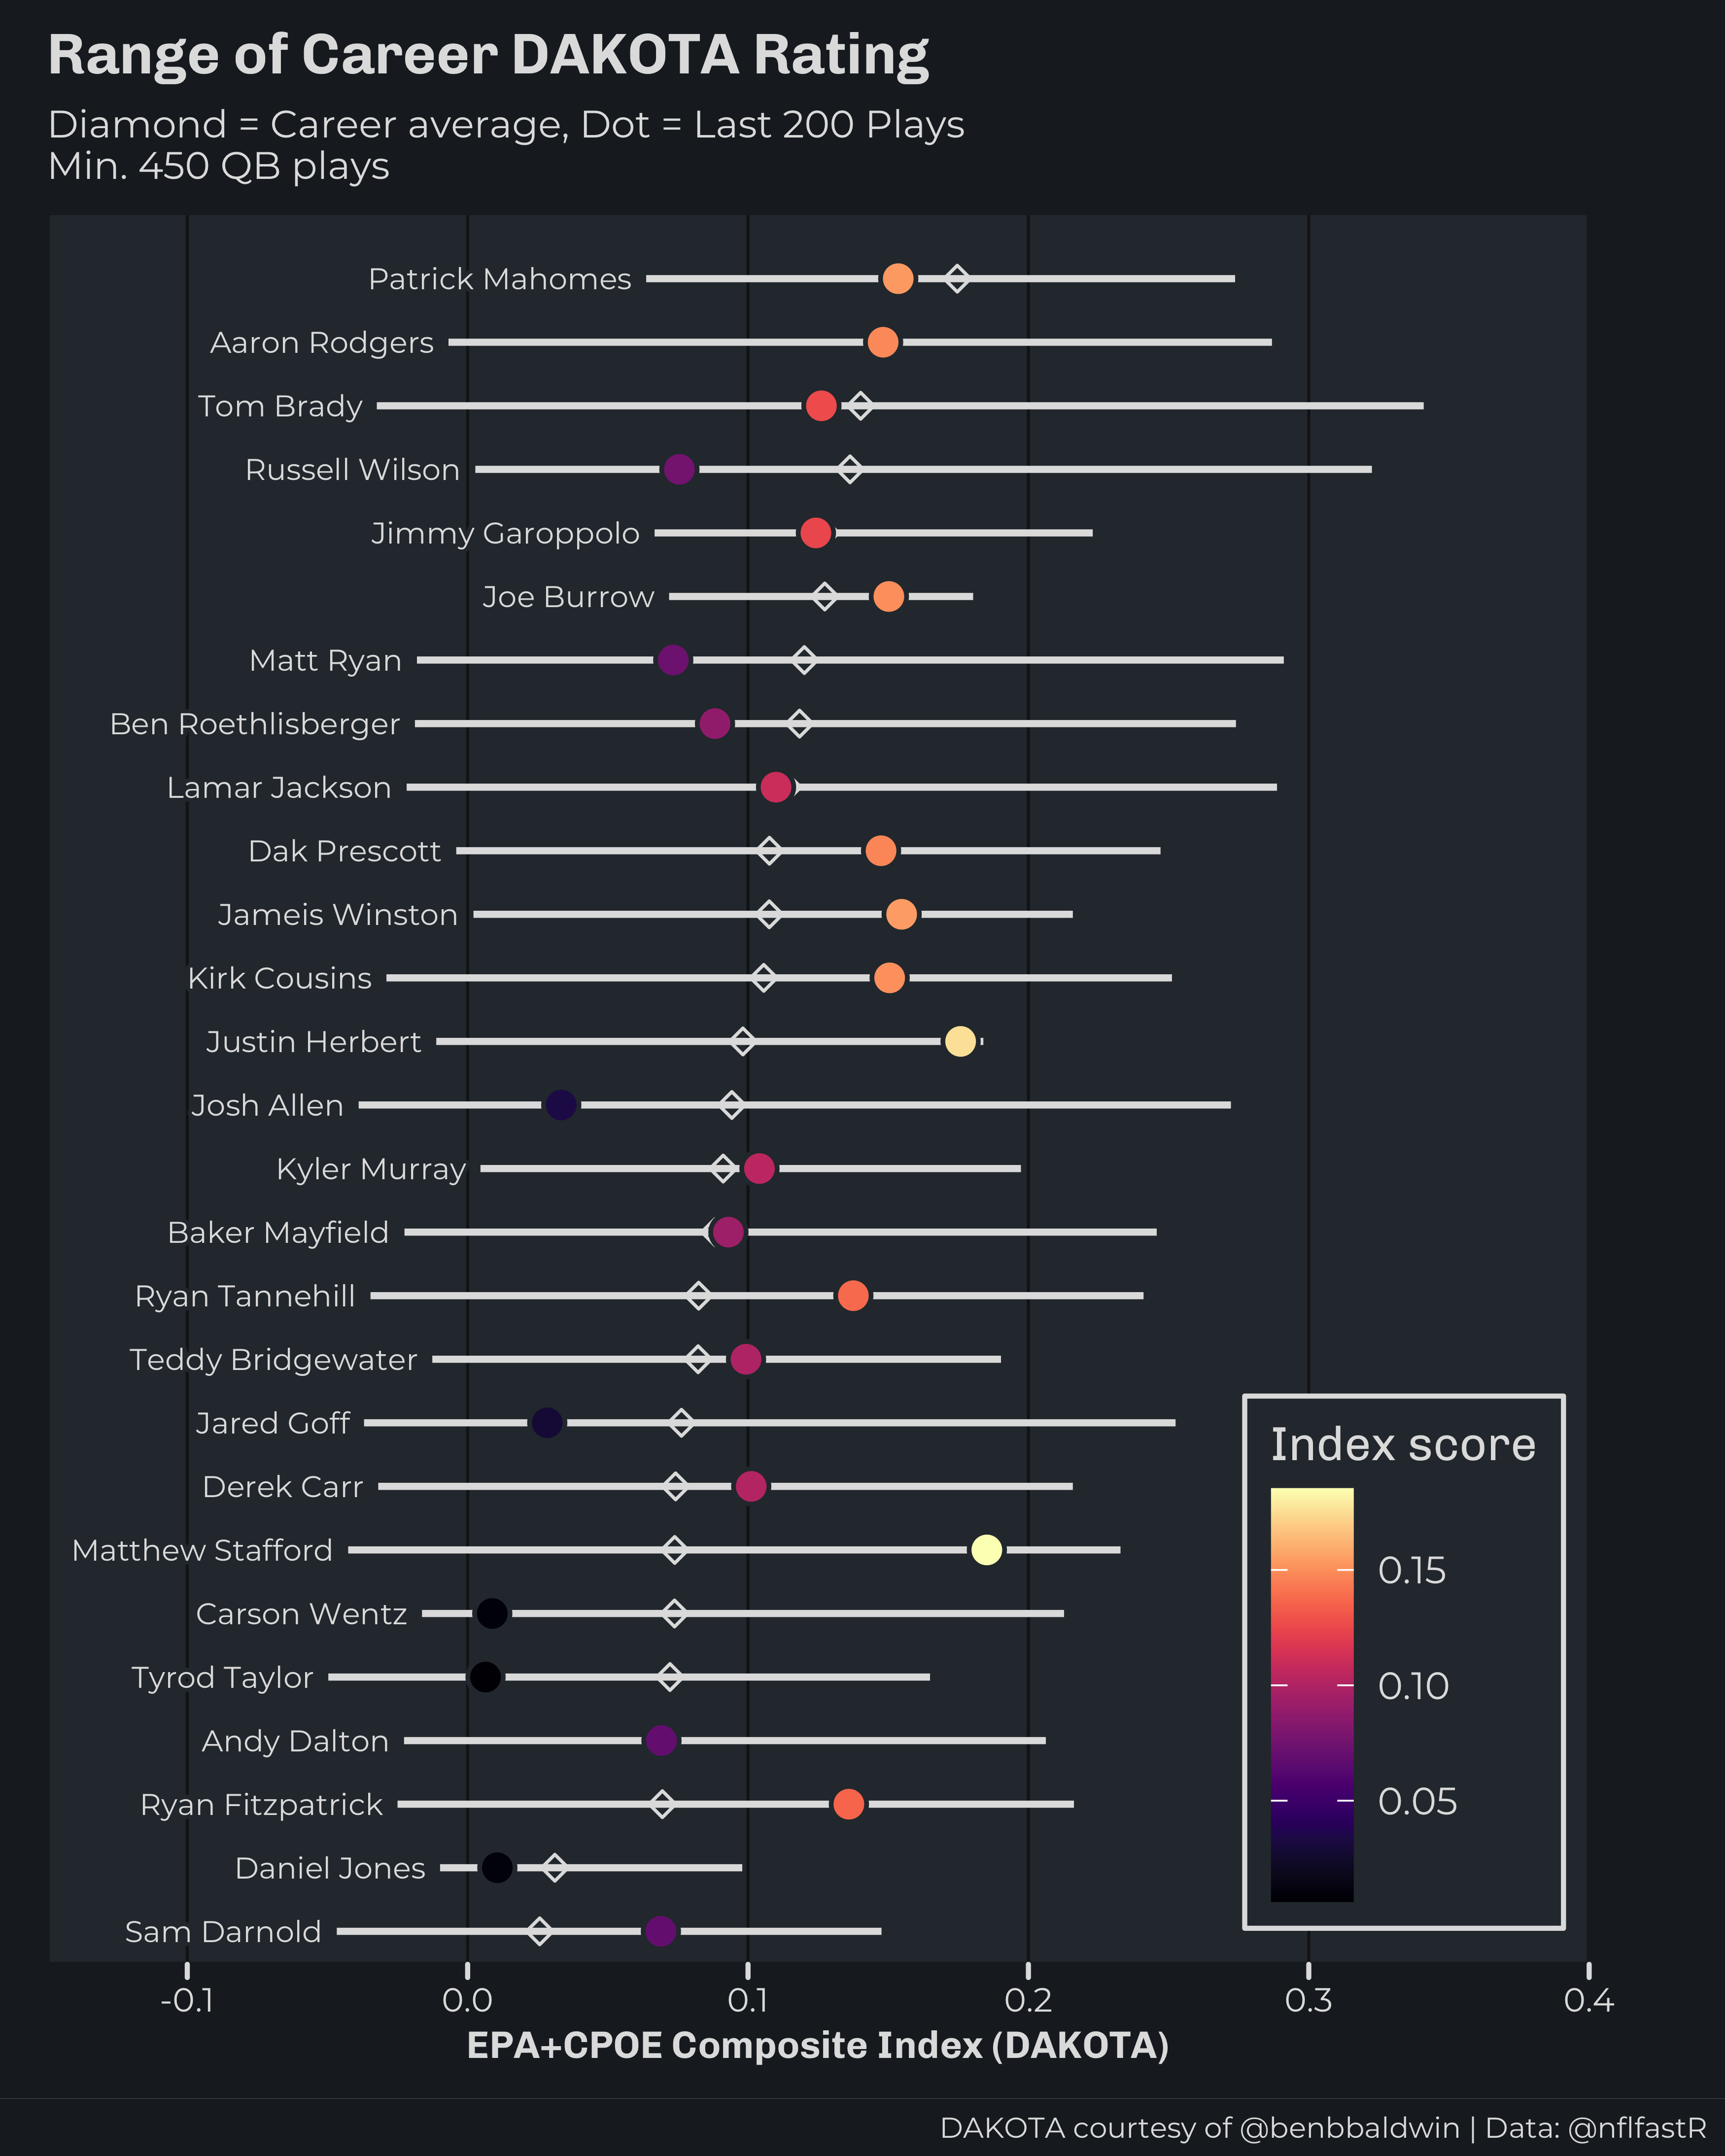 Range of Career DAKOTA Rating
Diamond = Career average, Dot = Last 200 Plays
Min. 450 QB plays
Patrick Mahomes
Aaron Rodgers
Tom Brady
Russell Wilson
Jimmy Garoppolo
Joe Burrow
Matt Ryan
Ben Roethlisberger
Lamar Jackson
Dak Prescott
Jameis Winston
Kirk Cousins
Justin Herbert
Josh Allen
Kyler Murray
Baker Mayfield
Ryan Tannehill
Teddy Bridgewater
Jared Goff
Derek Carr
Matthew Stafford
Carson Wentz
Tyrod Taylor
Andy Dalton
Ryan Fitzpatrick
Daniel Jones
Sam Darnold
Index score
0.15
0.10
0.05
-0.1 0.0 0.1 0.2 0.3 0.4
EPA+CPOE Composite Index (DAKOTA)
DAKOTA courtesy of @benbbaldwin | Data: @nflfastR